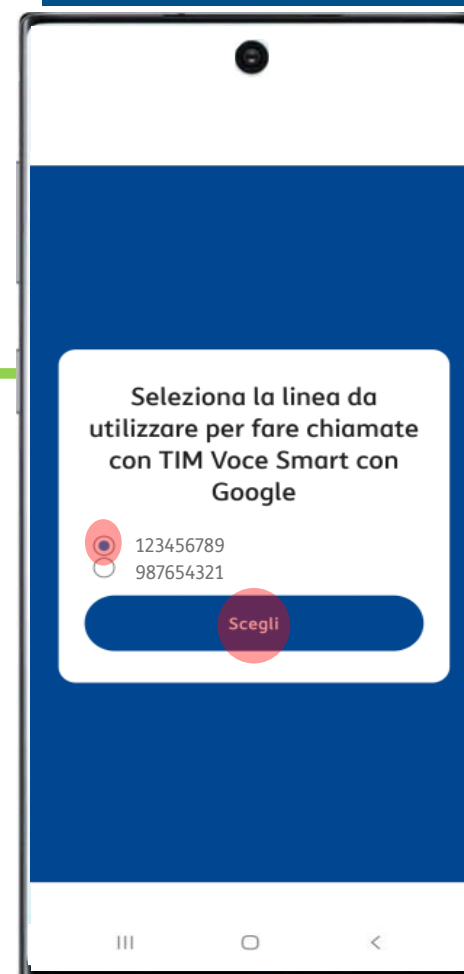 Seleziona la linea da
utilizzare per fare chiamate
con TIM Voce Smart con
Google
123456789
987654321
Scegli